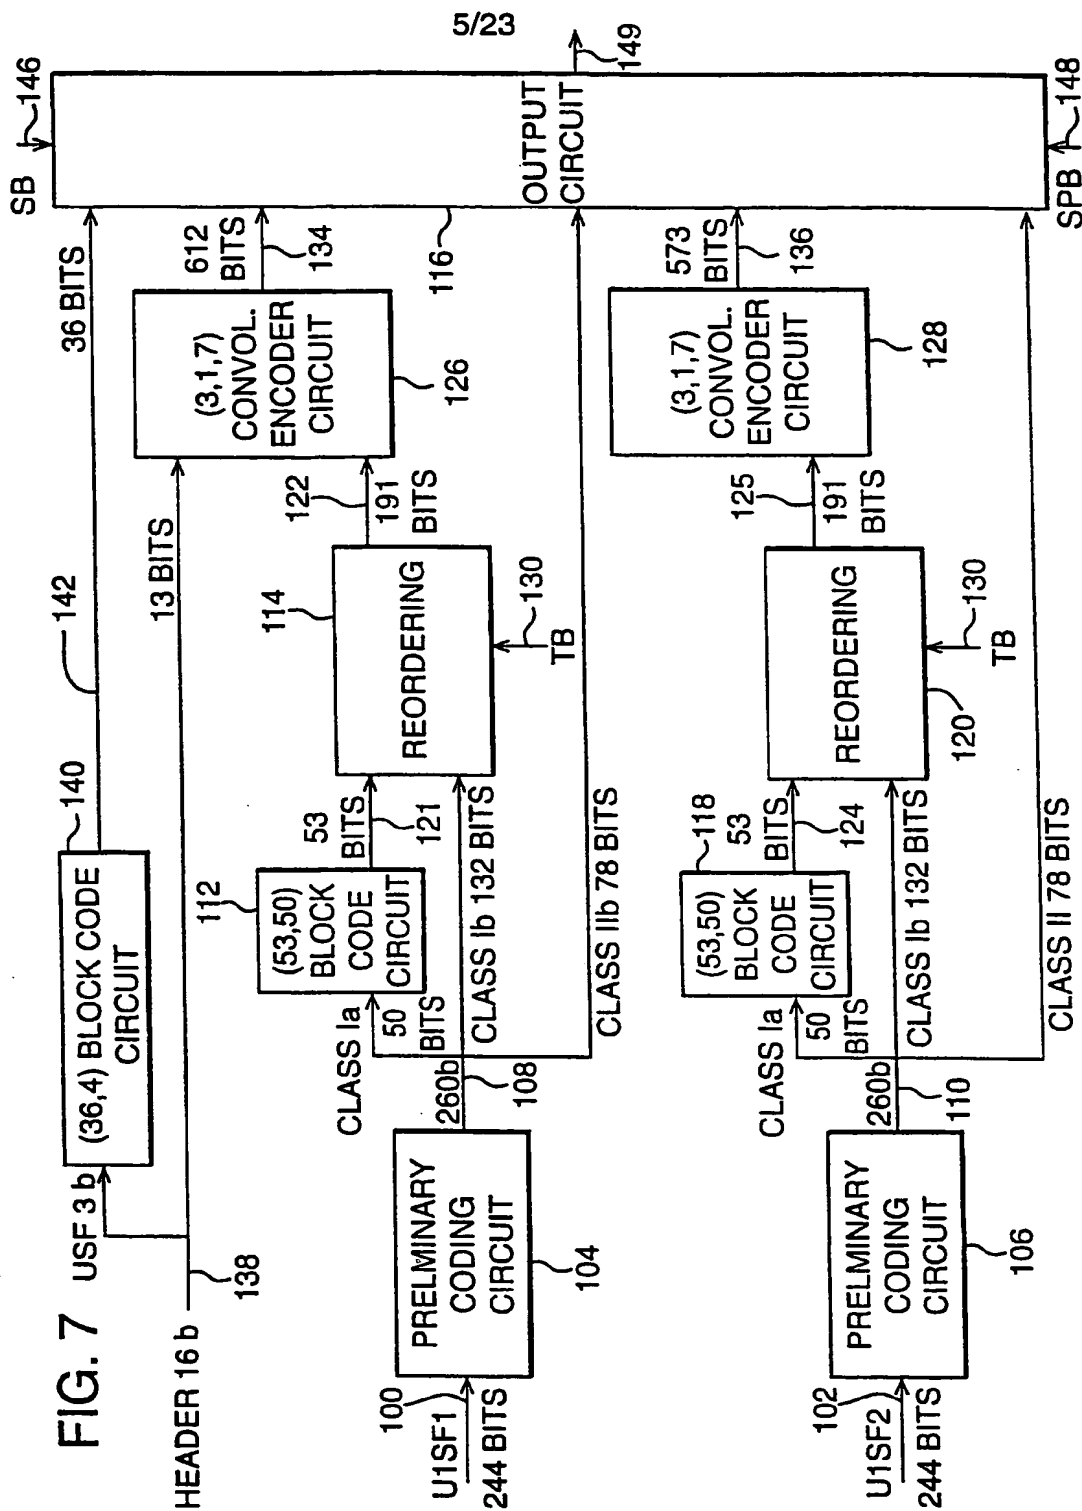 5/23
FIG. 7
HEADER 16 b
138
USF 3 b
(36,4) BLOCK CODE
CIRCUIT
140
142
36 BITS
13 BITS
SB
146
U1SF1
100
244 BITS
PRELMINARY
CODING
CIRCUIT
104
260b
108
CLASS Ia
50
BITS
112
(53,50)
BLOCK
CODE
CIRCUIT
53
BITS
121
CLASS Ib 132 BITS
CLASS IIb 78 BITS
114
REORDERING
130
TB
122
191
BITS
(3,1,7)
CONVOL.
ENCODER
CIRCUIT
126
612
BITS
134
116
OUTPUT
CIRCUIT
149
U1SF2
102
244 BITS
PRELMINARY
CODING
CIRCUIT
106
260b
110
CLASS Ia
50
BITS
118
(53,50)
BLOCK
CODE
CIRCUIT
53
BITS
124
CLASS Ib 132 BITS
CLASS II 78 BITS
REORDERING
120
130
TB
125
191
BITS
(3,1,7)
CONVOL.
ENCODER
CIRCUIT
128
573
BITS
136
SPB
148